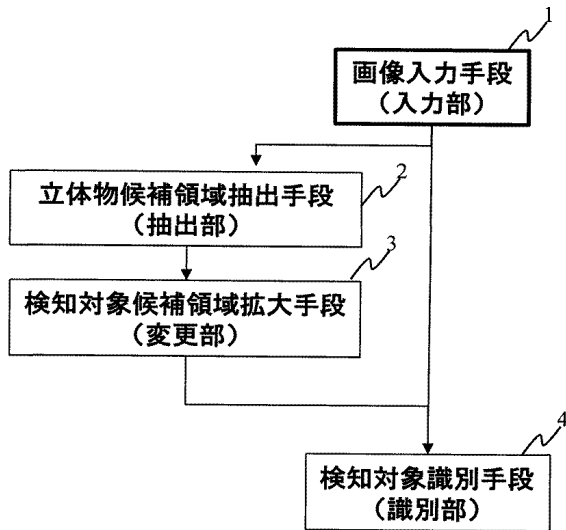 1
画像入力手段
（入力部）
2
立体物候補領域抽出手段
（抽出部）
3
検知対象候補領域拡大手段
（変更部）
4
検知対象識別手段
（識別部）